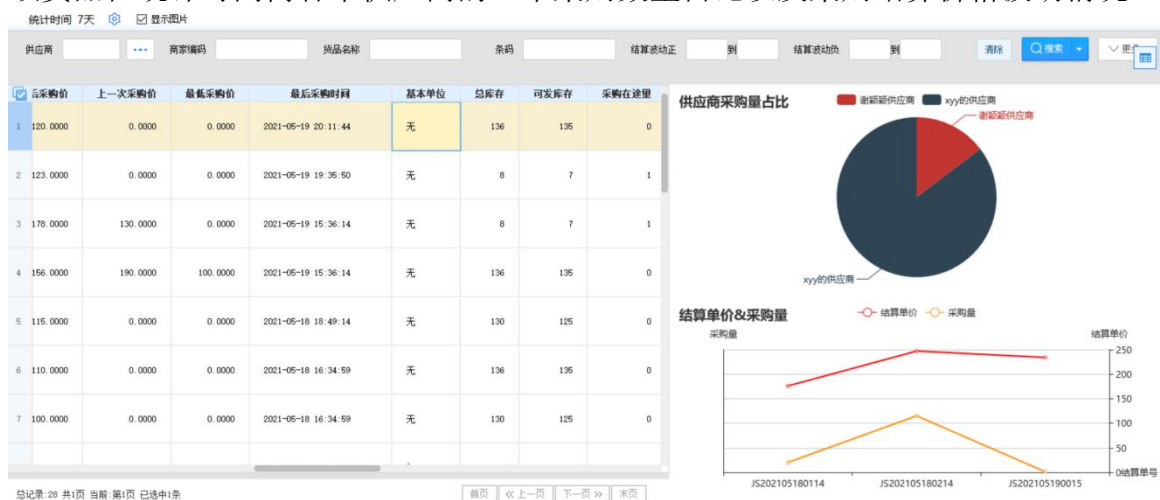 统计时间 7天 显示图片
供应商 ... 商家编码 货品名称 条码 结算波动正 到 结算波动负 到 清除 搜索
采购价 上一次采购价 最低采购价 最后采购时间 基本单位 总库存 可发库存 采购在途量
1 120.0000 0.0000 0.0000 2021-05-19 20:11:44 无 136 135 0
2 123.0000 0.0000 0.0000 2021-05-19 19:35:50 无 8 7 1
3 178.0000 130.0000 0.0000 2021-05-19 15:36:14 无 8 7 1
4 156.0000 190.0000 100.0000 2021-05-19 15:36:14 无 136 135 0
5 115.0000 0.0000 0.0000 2021-05-18 18:49:14 无 130 125 0
6 110.0000 0.0000 0.0000 2021-05-18 16:34:59 无 136 135 0
7 100.0000 0.0000 0.0000 2021-05-18 16:34:59 无 130 125 0
总记录:28 共1页 当前:第1页 已选中1条
首页 《上一页 下一页》 末页
供应商采购量占比
谢颖颖供应商 xyy的供应商
谢颖颖供应商
xyy的供应商
结算单价&采购量
结算单价 采购量
采购量 结算单价
250
200
150
100
50
0 结算单号
JS202105180114 JS202105180214 JS202105190015